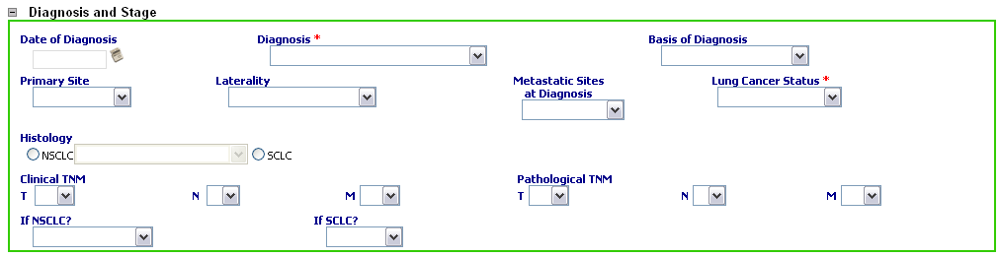 Diagnosis and Stage
Date of Diagnosis Diagnosis * Basis of Diagnosis
Primary Site Laterality Metastatic Sites at Diagnosis Lung Cancer Status *
Histology
NSCLC SCLC
Clinical TNM Pathological TNM
T N M T N M
If NSCLC? If SCLC?